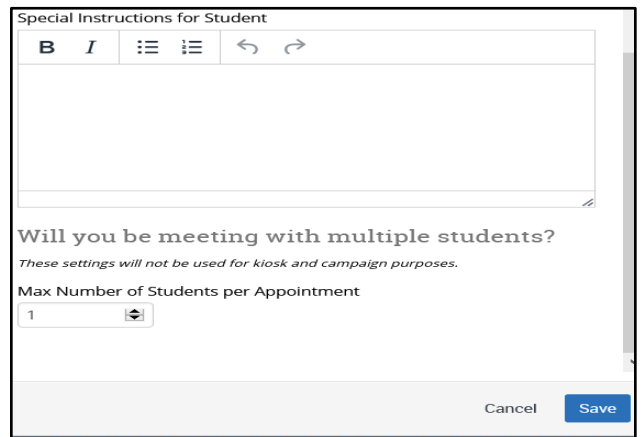 Special Instructions for Student
B I
Will you be meeting with multiple students?
These settings will not be used for kiosk and campaign purposes.
Max Number of Students per Appointment
1
Cancel Save